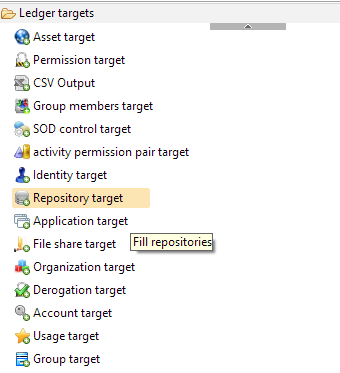 Ledger targets
Asset target
Permission target
CSV Output
Group members target
SOD control target
activity permission pair target
Identity target
Repository target
Application target
File share target
Fill repositories
Organization target
Derogation target
Account target
Usage target
Group target